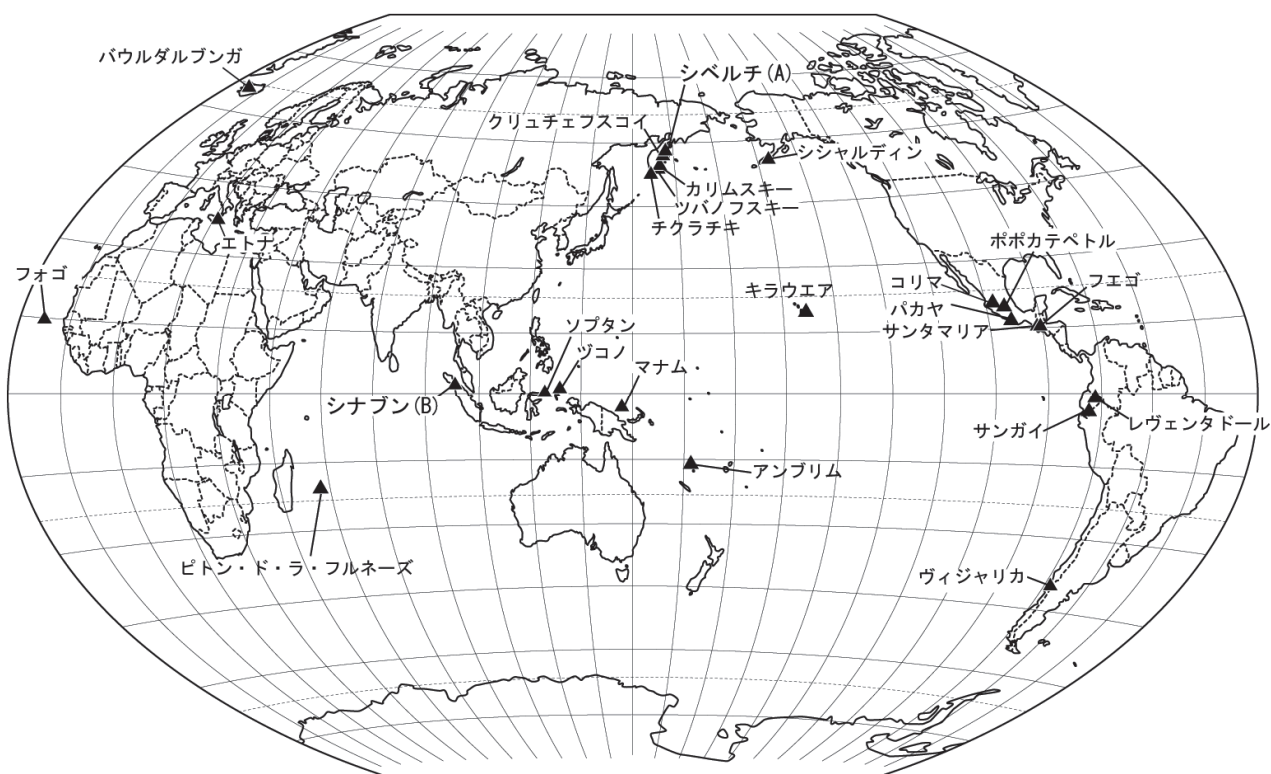 バウルダルブンガ
シベルチ(A)
クリュチェフスコイ
シシャルディン
カリムスキー
ソバノフスキー
チクラチキ
エトナ
ポポカテペトル
フォゴ
コリマ
フエゴ
キラウエア
パカヤ
サンタマリア
ソプタン
ヅコノ
マナム
シナブン(B)
サンガイ
レヴェンタドール
アンブリム
ピトン・ド・ラ・フルネーズ
ヴィジャリカ